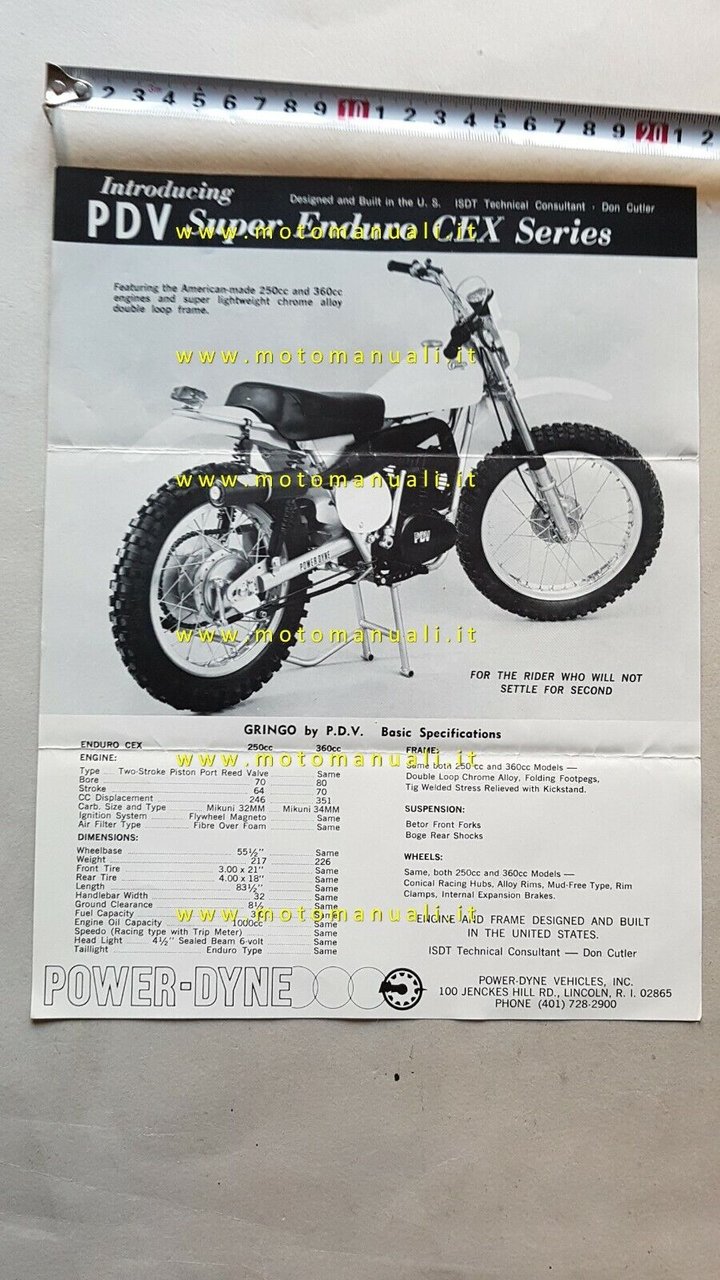 2 3 4 5 6 7 8 9 10 1 2 3 4 5 6 7 8 9 20 1 2
3m
Introducing
Designed and Built in the U. S. ISDT Technical Consultant · Don Cutler
PDV Super Enduro CEX Series
www.motomanuali.it
Featuring the American-made 250cc and 360cc
engines and super lightweight chrome alloy
double loop frame.
www.motomanuali.it
www.motomanuali.it
PDV
POWER-DYNE
www.motomanuali.it
FOR THE RIDER WHO WILL NOT
SETTLE FOR SECOND
GRINGO by P.D.V. Basic Specifications
ENDURO CEX 250cc 360cc
www.motomanuali.it
ENGINE:
Type Two-Stroke Piston Port Reed Valve Same
Bore 70 80
Stroke 64 70
CC Displacement 246 351
Carb. Size and Type Mikuni 32MM Mikuni 34MM
Ignition System Flywheel Magneto Same
Air Filter Type Fibre Over Foam Same
DIMENSIONS:
Wheelbase 55½" Same
Weight 217 226
Front Tire 3.00 x 21" Same
Rear Tire 4.00 x 18" Same
Length 83½" Same
Handlebar Width 32 Same
Ground Clearance 8½ Same
Fuel Capacity Same
www.motomanuali.it
Engine Oil Capacity 1000cc Same
Speedo (Racing type with Trip Meter) Same
Head Light 4½" Sealed Beam 6-volt Same
Taillight Enduro Type Same
FRAME:
Same both 250 cc and 360cc Models —
Double Loop Chrome Alloy, Folding Footpegs,
Tig Welded Stress Relieved with Kickstand.
SUSPENSION:
Betor Front Forks
Boge Rear Shocks
WHEELS:
Same, both 250cc and 360cc Models —
Conical Racing Hubs, Alloy Rims, Mud-Free Type, Rim
Clamps, Internal Expansion Brakes.
ENGINE AND FRAME DESIGNED AND BUILT
IN THE UNITED STATES.
ISDT Technical Consultant — Don Cutler
POWER-DYNE
POWER-DYNE VEHICLES, INC.
100 JENCKES HILL RD., LINCOLN, R. I. 02865
PHONE (401) 728-2900